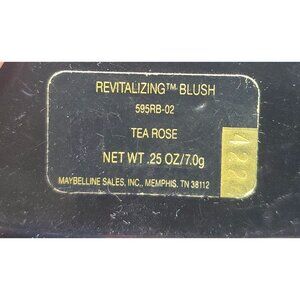 REVITALIZING™ BLUSH
595RB-02
TEA ROSE
NET WT .25 OZ/7.0g
MAYBELLINE SALES, INC., MEMPHIS, TN 38112
422